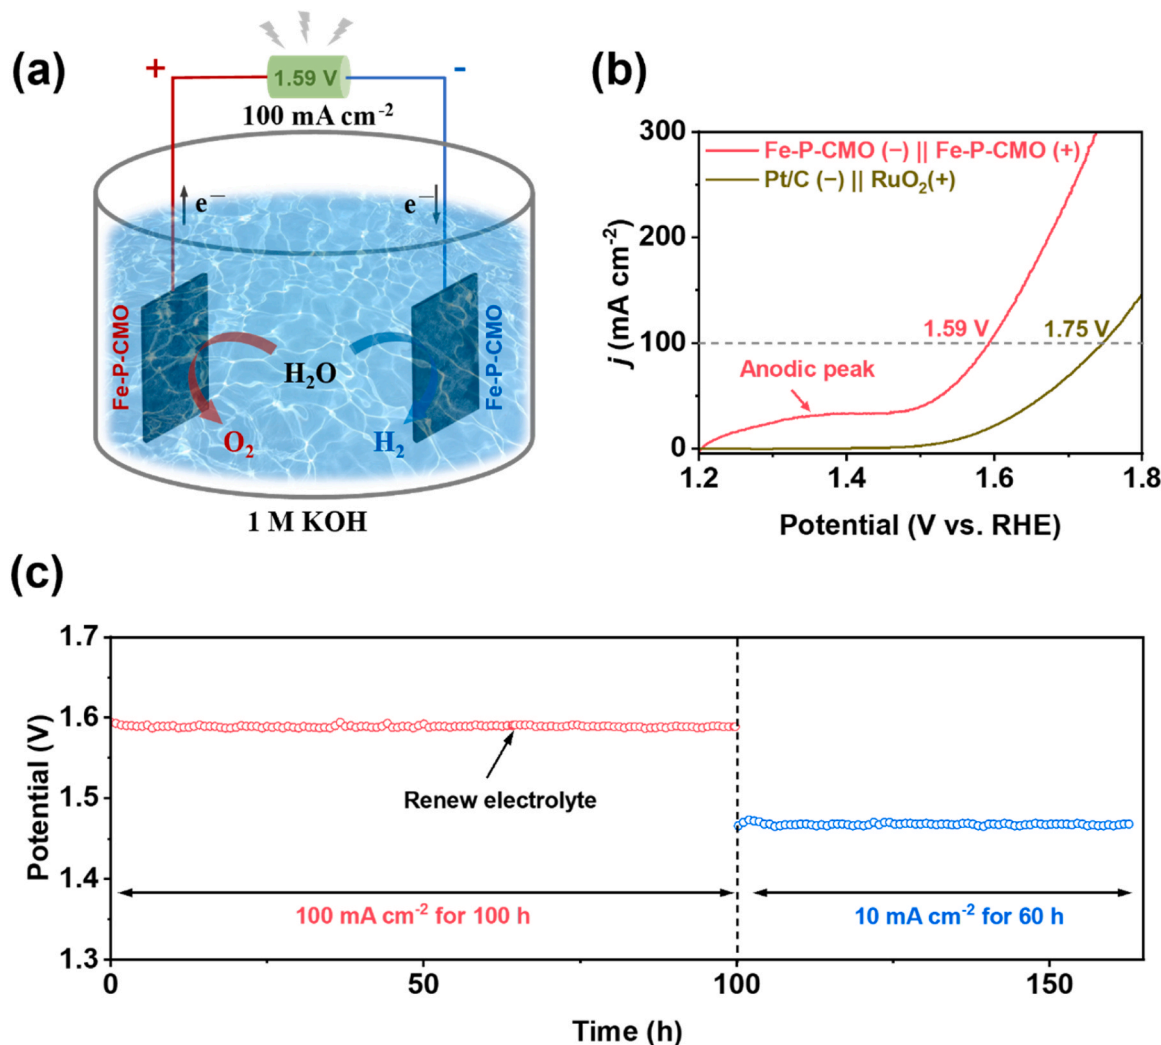 (a)
+
-
1.59 V
100 mA cm⁻²
e⁻
e⁻
Fe-P-CMO
Fe-P-CMO
H₂O
O₂
H₂
1 M KOH
(b)
300
200
100
0
j (mA cm⁻²)
Fe-P-CMO (−) || Fe-P-CMO (+)
Pt/C (−) || RuO₂(+)
1.59 V
1.75 V
Anodic peak
1.2
1.4
1.6
1.8
Potential (V vs. RHE)
(c)
1.7
1.6
1.5
1.4
1.3
Potential (V)
Renew electrolyte
100 mA cm⁻² for 100 h
10 mA cm⁻² for 60 h
0
50
100
150
Time (h)